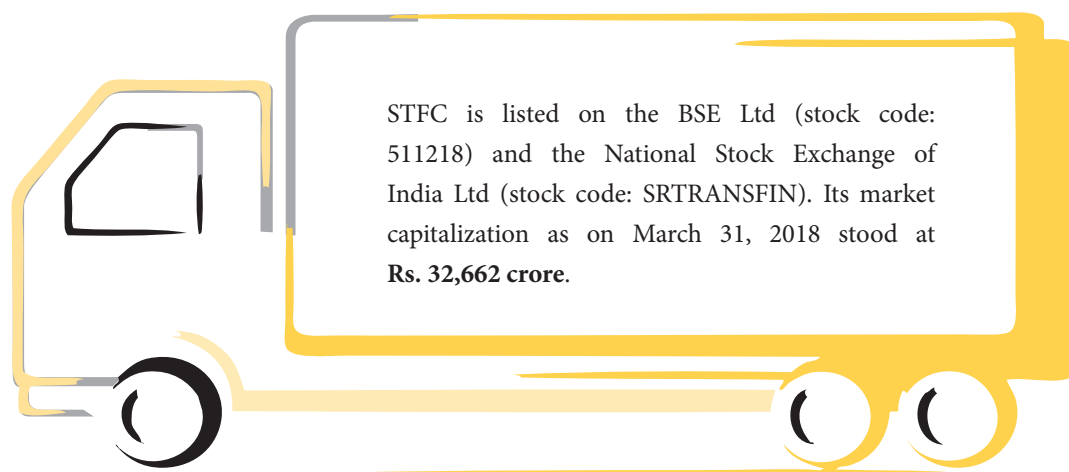 STFC is listed on the BSE Ltd (stock code:
511218) and the National Stock Exchange of
India Ltd (stock code: SRTRANSFIN). Its market
capitalization as on March 31, 2018 stood at
Rs. 32,662 crore.